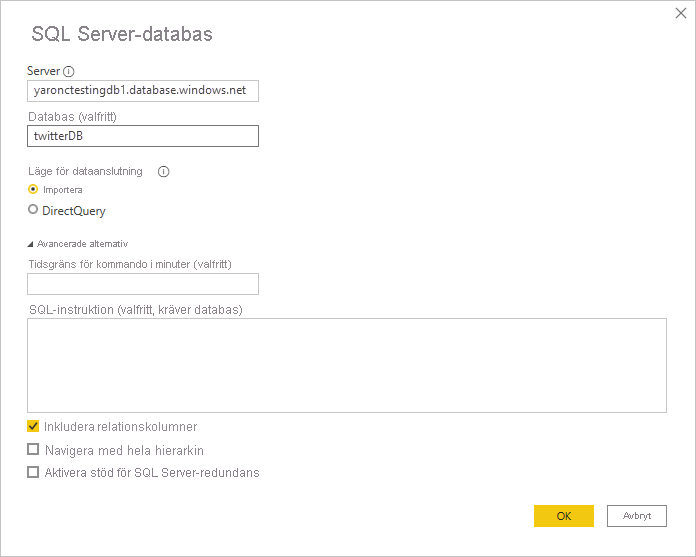 SQL Server-databas
Server
yaronctestingdb1.database.windows.net
Databas (valfritt)
twitterDB
Läge för dataanslutning
Importera
DirectQuery
Avancerade alternativ
Tidsgräns för kommando i minuter (valfritt)
SQL-instruktion (valfritt, kräver databas)
Inkludera relationskolumner
Navigera med hela hierarkin
Aktivera stöd för SQL Server-redundans
OK Avbryt